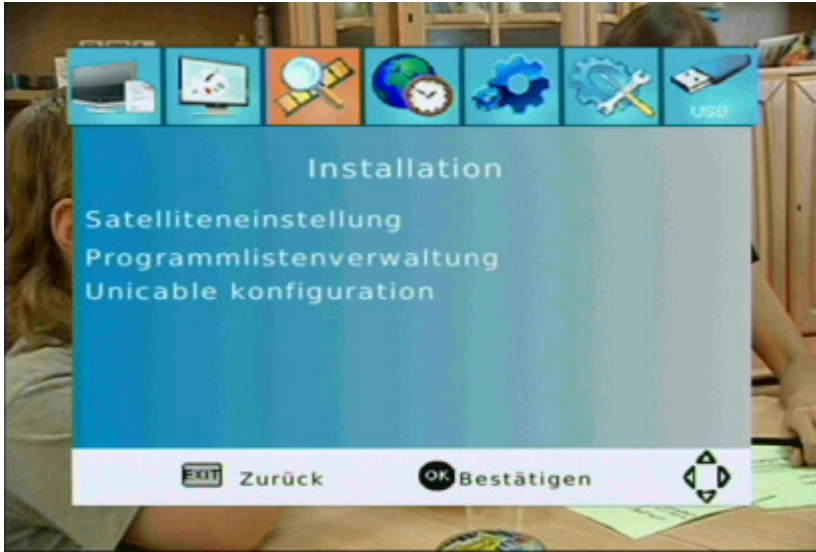 USB
Installation
Satelliteneinstellung
Programmlistenverwaltung
Unicable konfiguration
EXIT Zurück OK Bestätigen